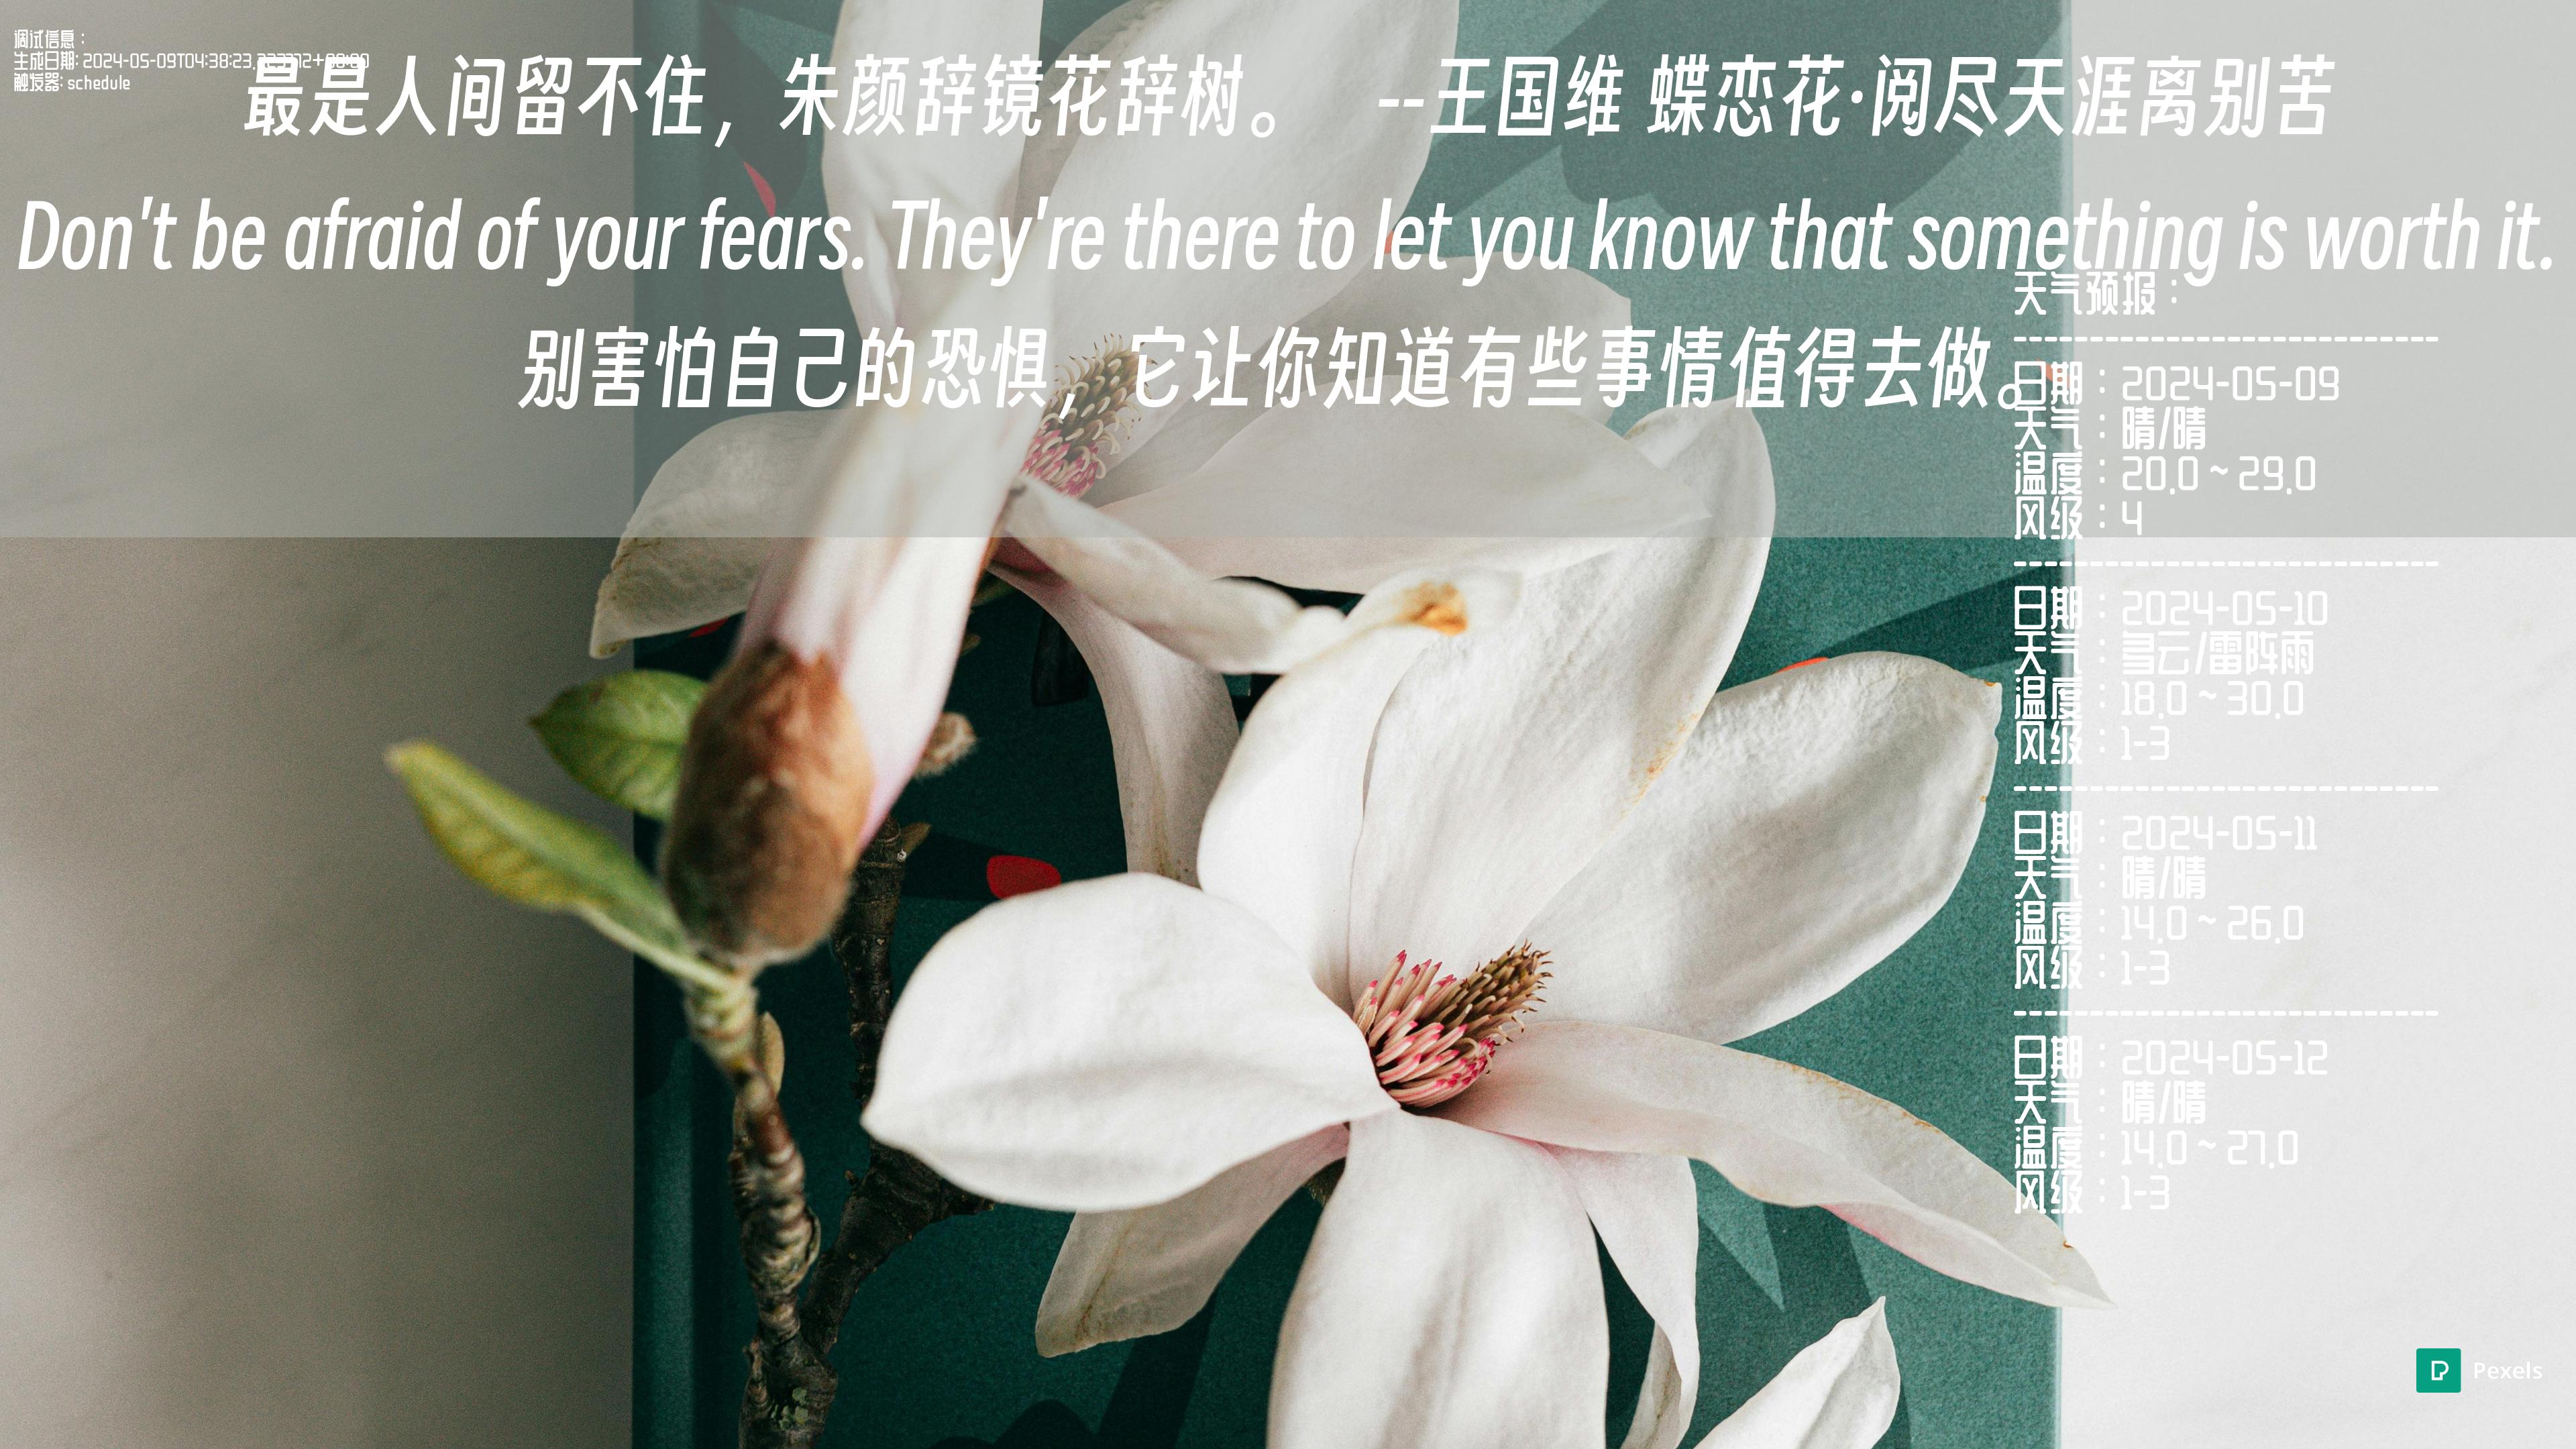 调试信息：
生成日期: 2024-05-09T04:38:23.
触发器: schedule
最是人间留不住，朱颜辞镜花辞树。 --王国维 蝶恋花·阅尽天涯离别苦
Don't be afraid of your fears. They're there to let you know that something is worth it.
别害怕自己的恐惧，它让你知道有些事情值得去做。
天气预报：
------------------------------
日期：2024-05-09
天气：晴/晴
温度：20.0 ~ 29.0
风级：4
------------------------------
日期：2024-05-10
天气：多云/雷阵雨
温度：18.0 ~ 30.0
风级：1-3
------------------------------
日期：2024-05-11
天气：晴/晴
温度：14.0 ~ 26.0
风级：1-3
------------------------------
日期：2024-05-12
天气：晴/晴
温度：14.0 ~ 27.0
风级：1-3
Pexels